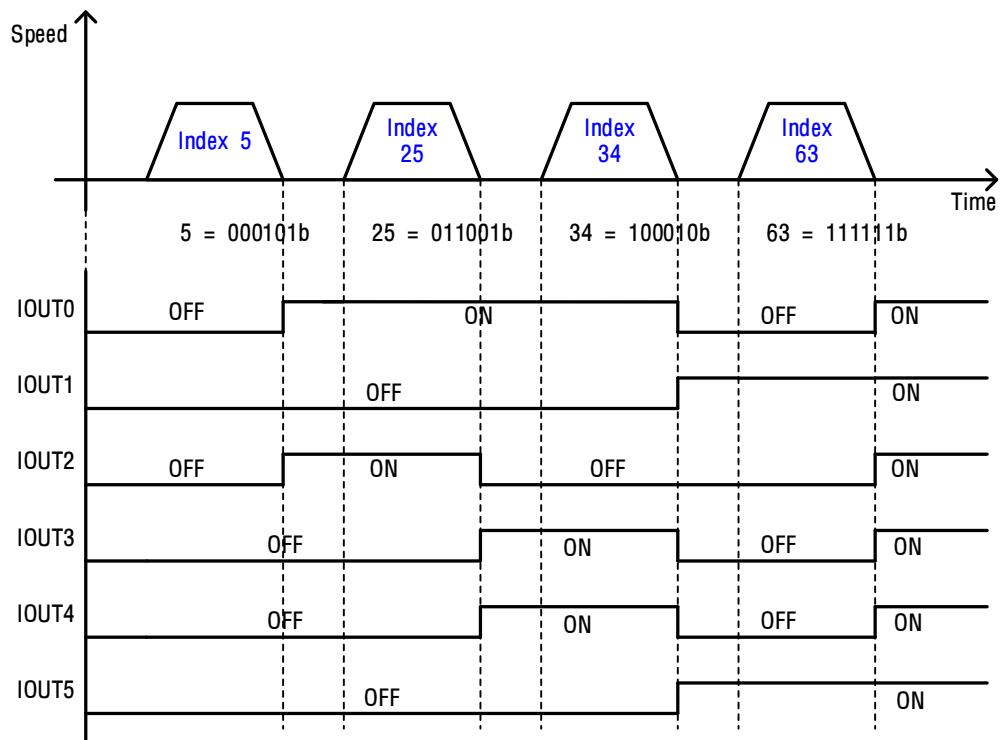 Speed
Index 5
Index
25
Index
34
Index
63
Time
5 = 000101b
25 = 011001b
34 = 100010b
63 = 111111b
IOUT0
OFF
ON
OFF
ON
IOUT1
OFF
ON
IOUT2
OFF
ON
OFF
ON
IOUT3
OFF
ON
OFF
ON
IOUT4
OFF
ON
OFF
ON
IOUT5
OFF
ON